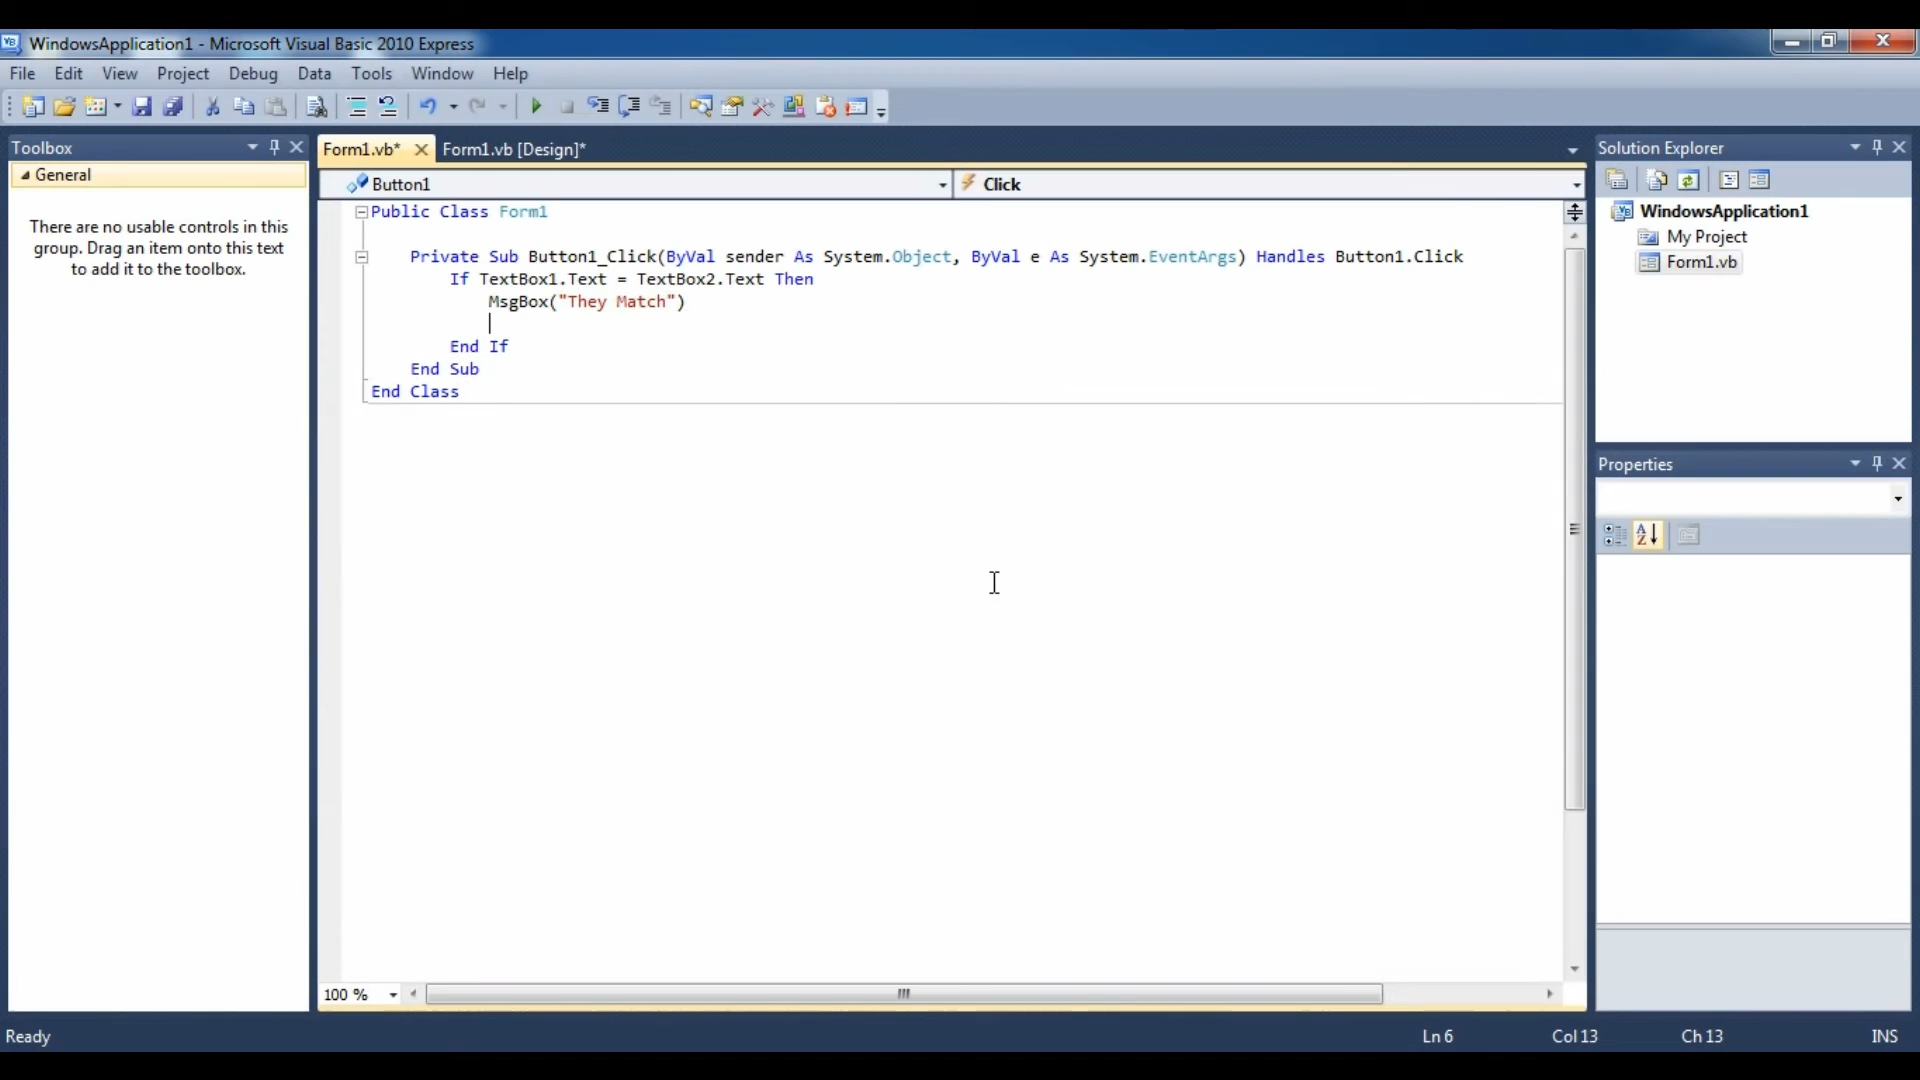 WindowsApplication1 - Microsoft Visual Basic 2010 Express
File Edit View Project Debug Data Tools Window Help
Toolbox
General
There are no usable controls in this
group. Drag an item onto this text
to add it to the toolbox.
Form1.vb* Form1.vb [Design]*
Button1 Click
Public Class Form1
Private Sub Button1_Click(ByVal sender As System.Object, ByVal e As System.EventArgs) Handles Button1.Click
If TextBox1.Text = TextBox2.Text Then
MsgBox("They Match")
End If
End Sub
End Class
100 %
Solution Explorer
WindowsApplication1
My Project
Form1.vb
Properties
Ready Ln 6 Col 13 Ch 13 INS